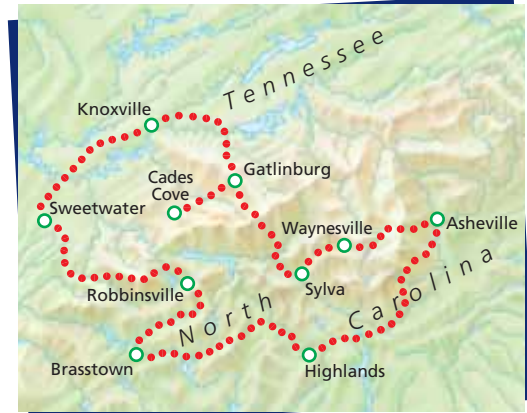 Tennessee
Knoxville
Gatlinburg
Cades
Cove
Sweetwater
Waynesville
Asheville
Sylva
Robbinsville
North Carolina
Brasstown
Highlands